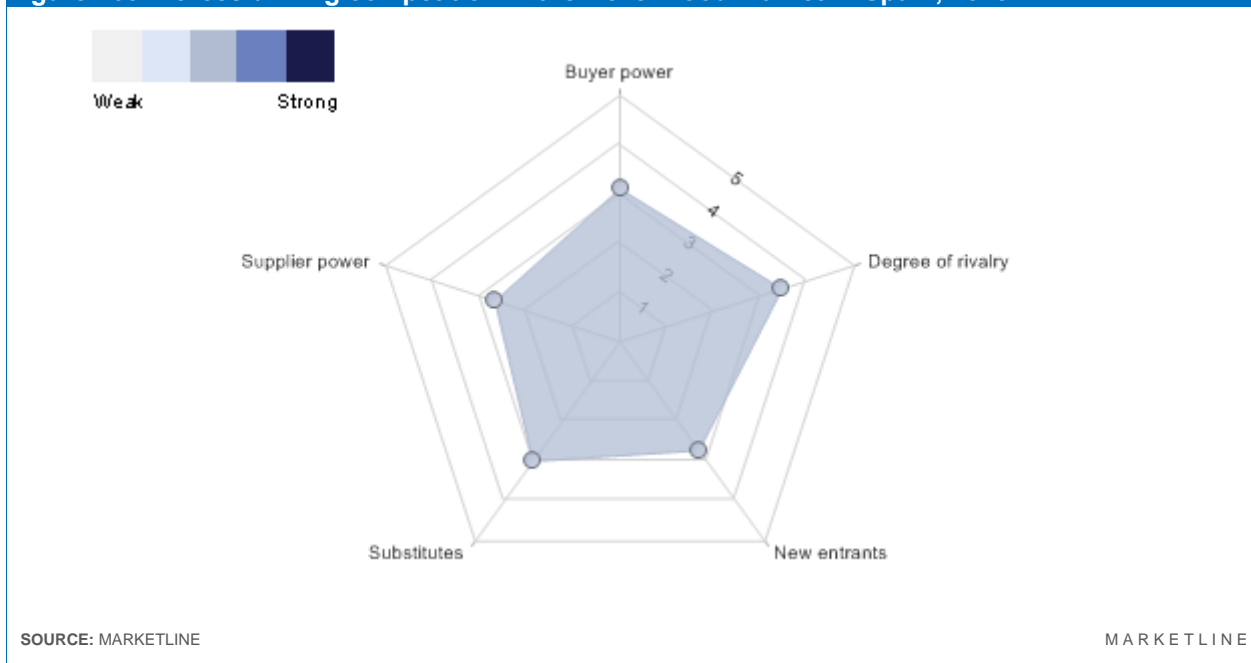 Weak Strong
Buyer power
5
4
3
Supplier power
Degree of rivalry
2
1
Substitutes
New entrants
SOURCE: MARKETLINE
MARKETLINE